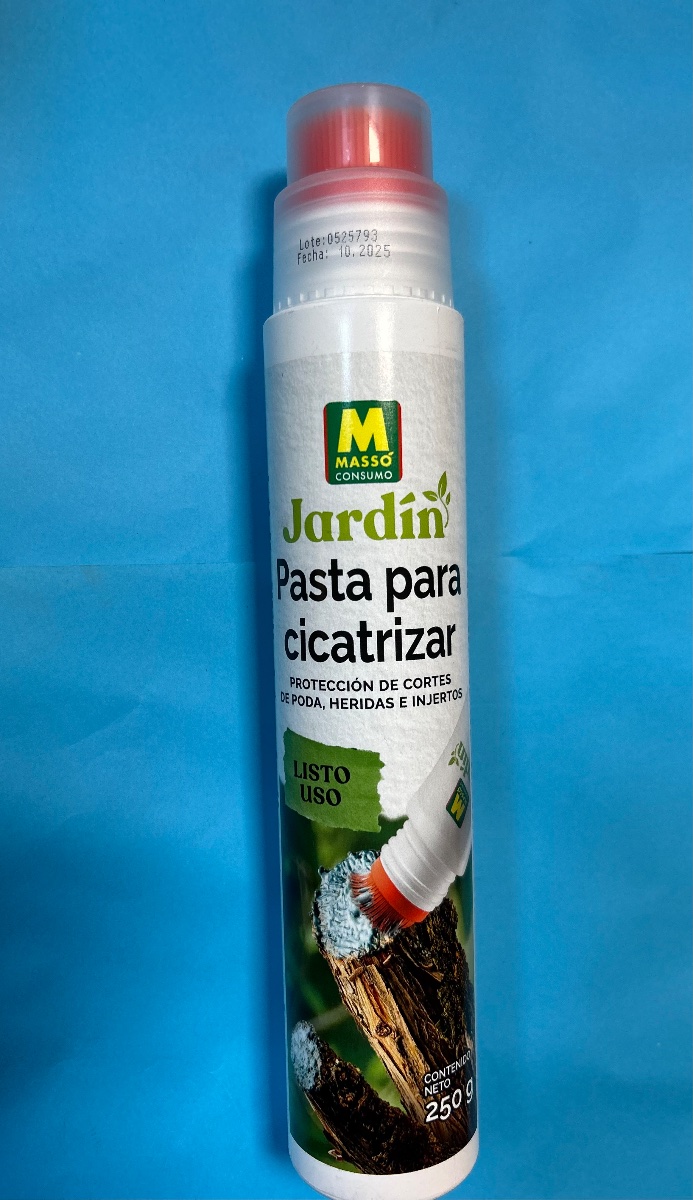 Lote:0525793
Fecha: 10.2025
M
MASSÓ
CONSUMO
Jardín
Pasta para
cicatrizar
PROTECCIÓN DE CORTES
DE PODA, HERIDAS E INJERTOS
LISTO
USO
M
CONTENIDO
NETO
250 g